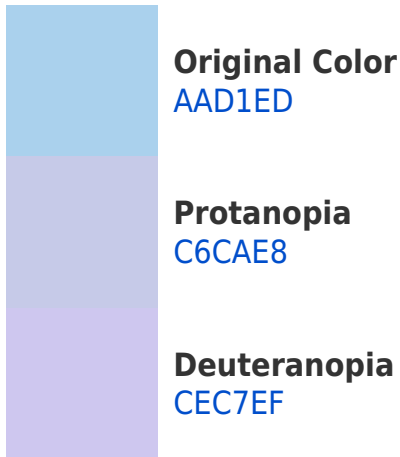 Original Color
AAD1ED
Protanopia
C6CAE8
Deuteranopia
CEC7EF